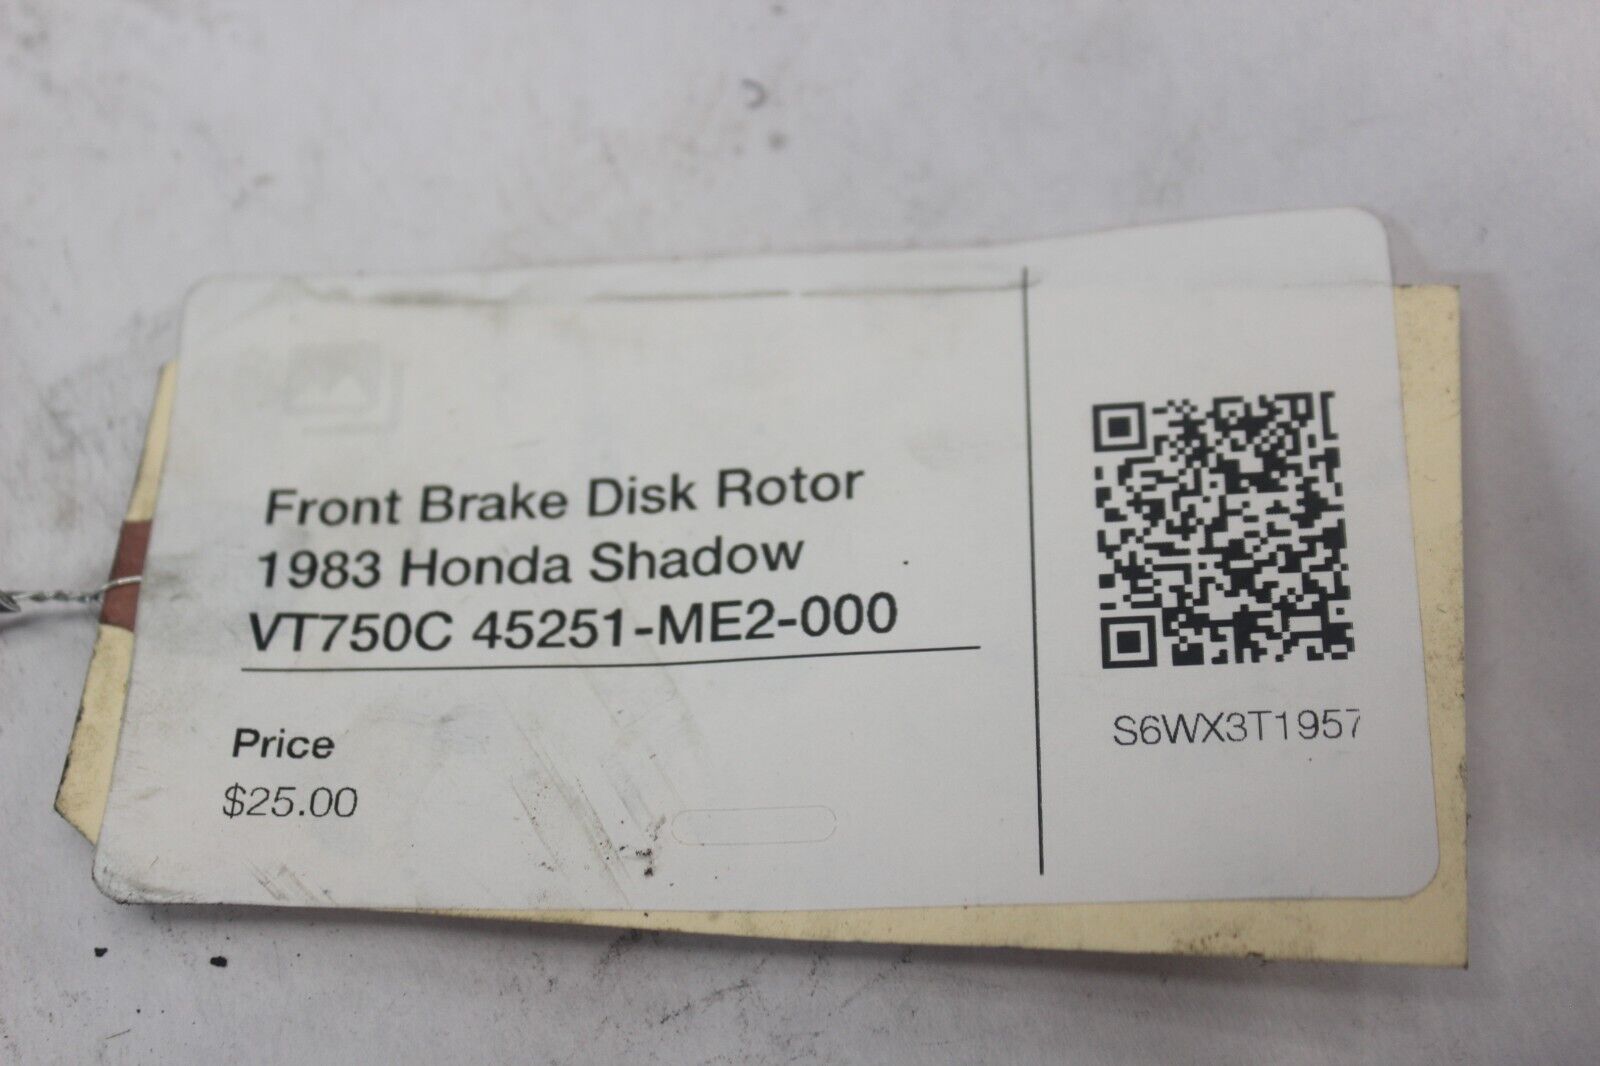 Front Brake Disk Rotor
1983 Honda Shadow
VT750C 45251-ME2-000
Price
$25.00
S6WX3T1957